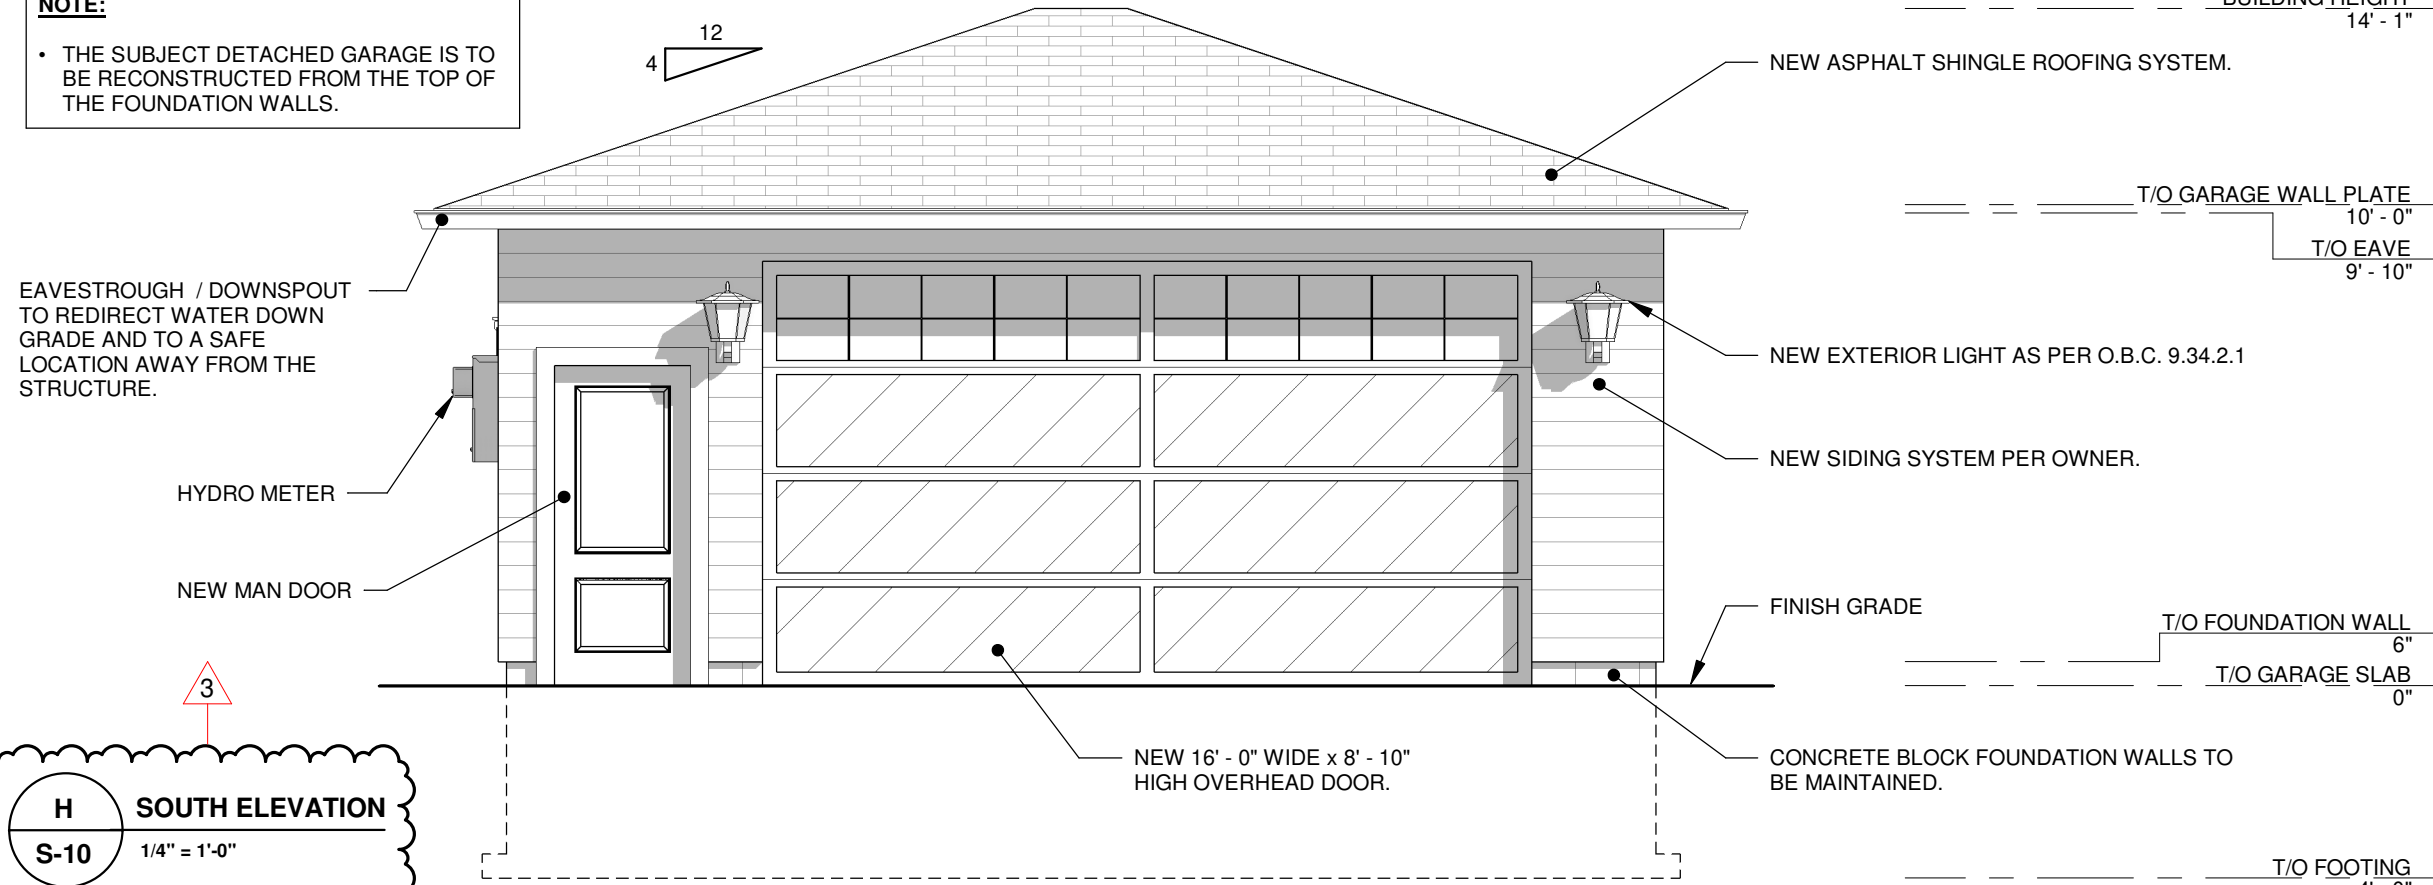 NOTE:
• THE SUBJECT DETACHED GARAGE IS TO
BE RECONSTRUCTED FROM THE TOP OF
THE FOUNDATION WALLS.
12
4
BUILDING HEIGHT
14' - 1"
NEW ASPHALT SHINGLE ROOFING SYSTEM.
T/O GARAGE WALL PLATE
10' - 0"
T/O EAVE
9' - 10"
EAVESTROUGH / DOWNSPOUT
TO REDIRECT WATER DOWN
GRADE AND TO A SAFE
LOCATION AWAY FROM THE
STRUCTURE.
NEW EXTERIOR LIGHT AS PER O.B.C. 9.34.2.1
NEW SIDING SYSTEM PER OWNER.
HYDRO METER
NEW MAN DOOR
FINISH GRADE
T/O FOUNDATION WALL
6"
T/O GARAGE SLAB
0"
3
NEW 16' - 0" WIDE x 8' - 10"
HIGH OVERHEAD DOOR.
CONCRETE BLOCK FOUNDATION WALLS TO
BE MAINTAINED.
H
SOUTH ELEVATION
S-10
1/4" = 1'-0"
T/O FOOTING